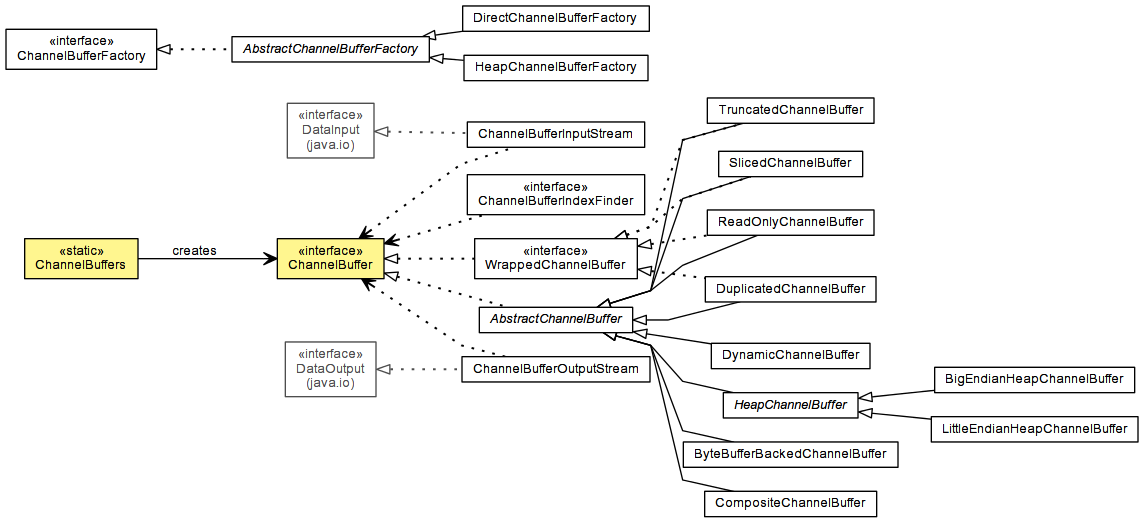 «interface»
ChannelBufferFactory
AbstractChannelBufferFactory
DirectChannelBufferFactory
HeapChannelBufferFactory
«interface»
DataInput
(java.io)
ChannelBufferInputStream
TruncatedChannelBuffer
SlicedChannelBuffer
«interface»
ChannelBufferIndexFinder
ReadOnlyChannelBuffer
«static»
ChannelBuffers
creates
«interface»
ChannelBuffer
«interface»
WrappedChannelBuffer
DuplicatedChannelBuffer
AbstractChannelBuffer
DynamicChannelBuffer
«interface»
DataOutput
(java.io)
ChannelBufferOutputStream
HeapChannelBuffer
BigEndianHeapChannelBuffer
LittleEndianHeapChannelBuffer
ByteBufferBackedChannelBuffer
CompositeChannelBuffer